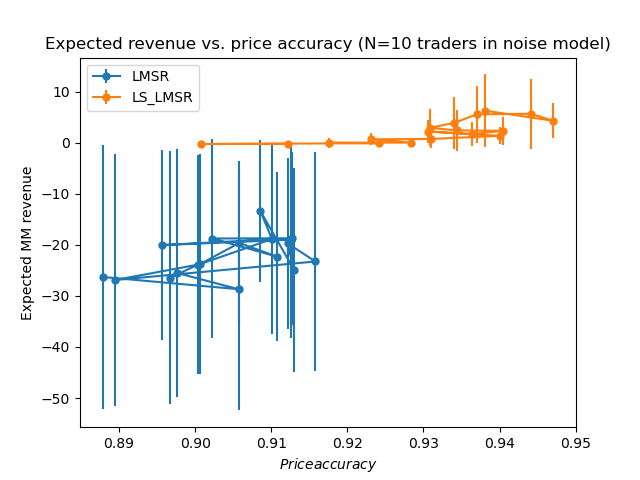 Expected revenue vs. price accuracy (N=10 traders in noise model)
LMSR
LS_LMSR
Expected MM revenue
10
0
−10
−20
−30
−40
−50
0.89 0.90 0.91 0.92 0.93 0.94 0.95
Priceaccuracy